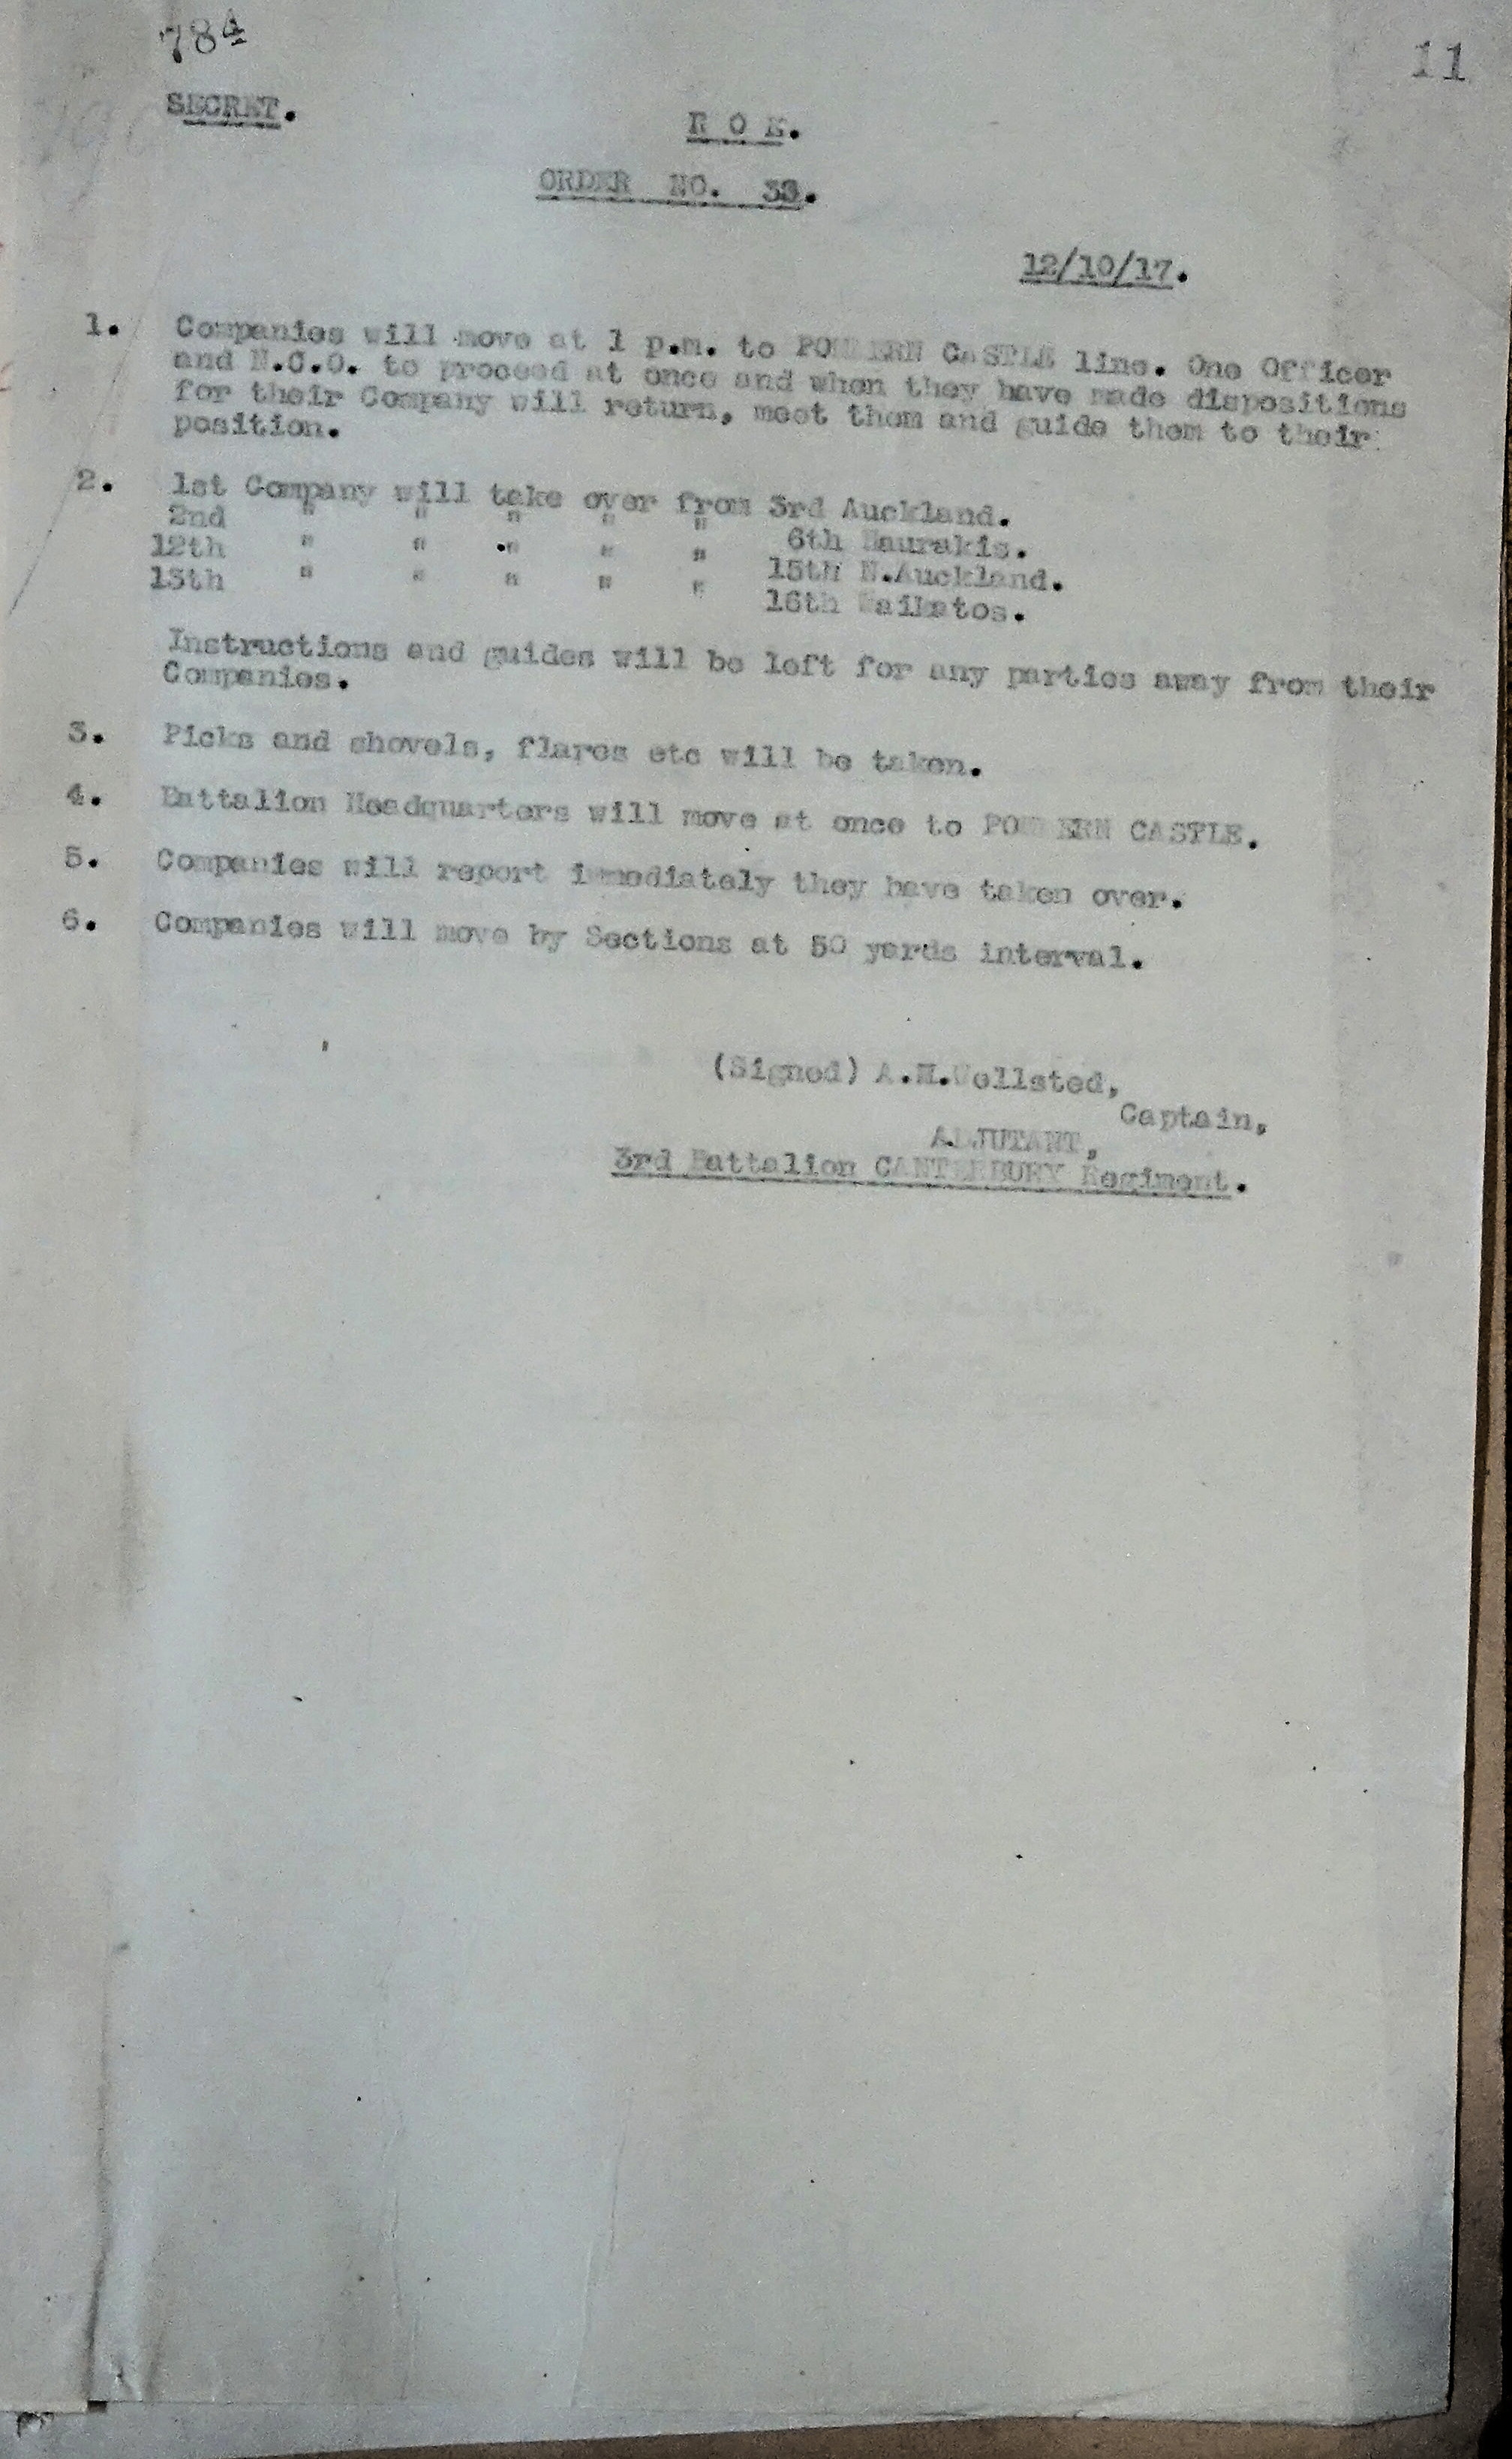 784
11
SECRET.
ORDER NO. 33.
12/10/17.
1. Companies will move at 1 p.m. to CASTLE line. One Officer
and N.C.O. to proceed at once and when they have made dispositions
for their Company will return, meet them and guide them to their
position.
2. 1st Company will take over from 3rd Auckland.
2nd " " " " " 6th Haurakis.
12th " " " " " 15th N.Auckland.
13th " " " " " 16th Waikatos.
Instructions and guides will be left for any parties away from their
Companies.
3. Picks and shovels, flares etc will be taken.
4. Battalion Headquarters will move at once to CASTLE.
5. Companies will report immediately they have taken over.
6. Companies will move by Sections at 50 yards interval.
(Signed) A.H.Wellsted,
Captain,
ADJUTANT,
3rd Battalion CANTERBURY Regiment.